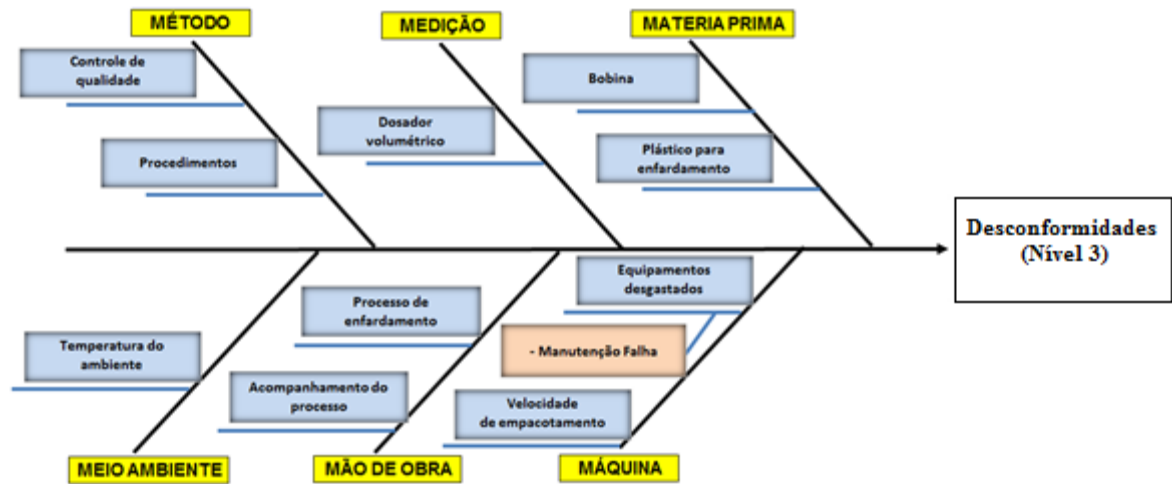 MÉTODO
MEDIÇÃO
MATERIA PRIMA
Controle de
qualidade
Procedimentos
Dosador
volumétrico
Bobina
Plástico para
enfardamento
Desconformidades
(Nível 3)
Temperatura do
ambiente
Processo de
enfardamento
Acompanhamento do
processo
Equipamentos
desgastados
- Manutenção Falha
Velocidade
de empacotamento
MEIO AMBIENTE
MÃO DE OBRA
MÁQUINA